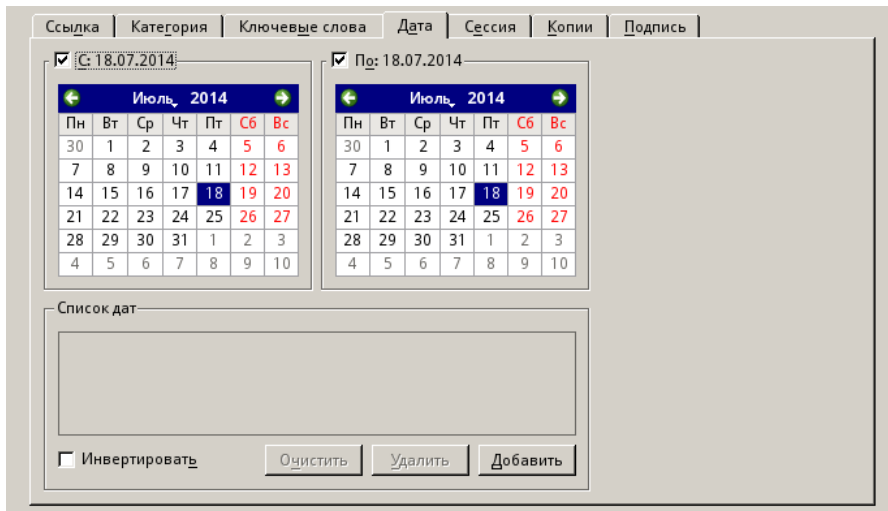 Ссылка Категория Ключевые слова Дата Сессия Копии Подпись
С: 18.07.2014
Июль, 2014
Пн Вт Ср Чт Пт Сб Вс
30 1 2 3 4 5 6
7 8 9 10 11 12 13
14 15 16 17 18 19 20
21 22 23 24 25 26 27
28 29 30 31 1 2 3
4 5 6 7 8 9 10
По: 18.07.2014
Июль, 2014
Пн Вт Ср Чт Пт Сб Вс
30 1 2 3 4 5 6
7 8 9 10 11 12 13
14 15 16 17 18 19 20
21 22 23 24 25 26 27
28 29 30 31 1 2 3
4 5 6 7 8 9 10
Список дат
Инвертировать Очистить Удалить Добавить